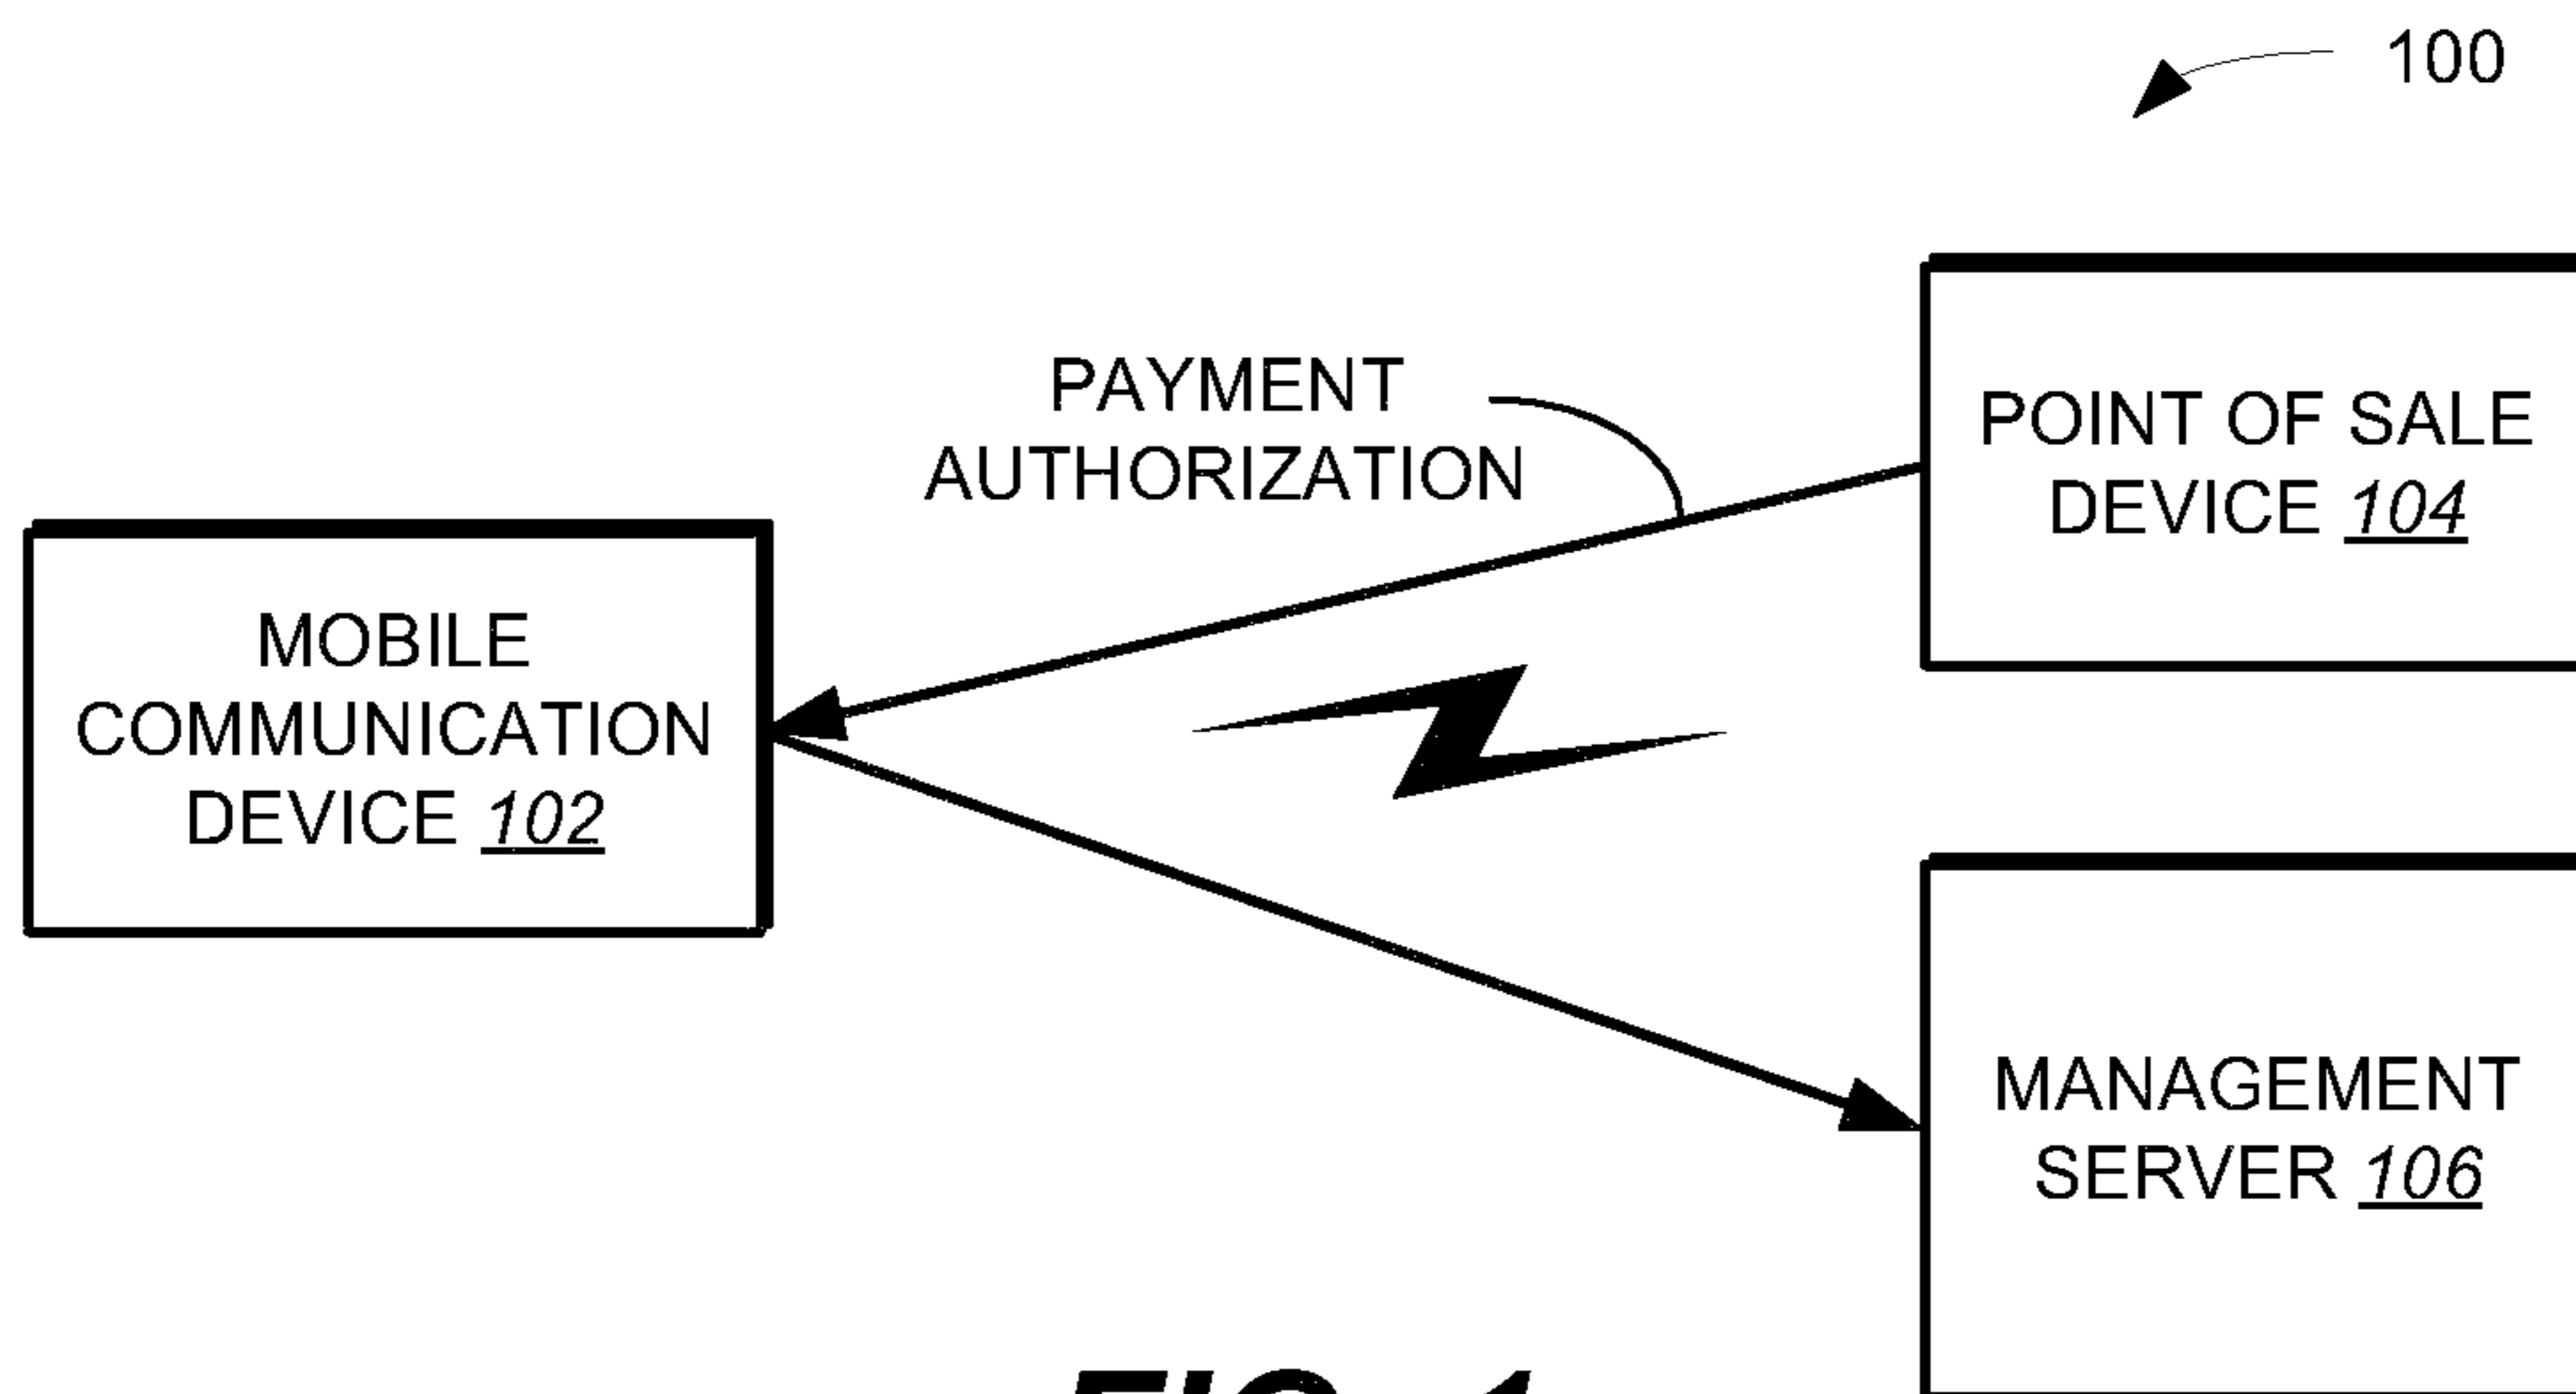 100
PAYMENT
AUTHORIZATION
POINT OF SALE
DEVICE 104
MOBILE
COMMUNICATION
DEVICE 102
MANAGEMENT
SERVER 106